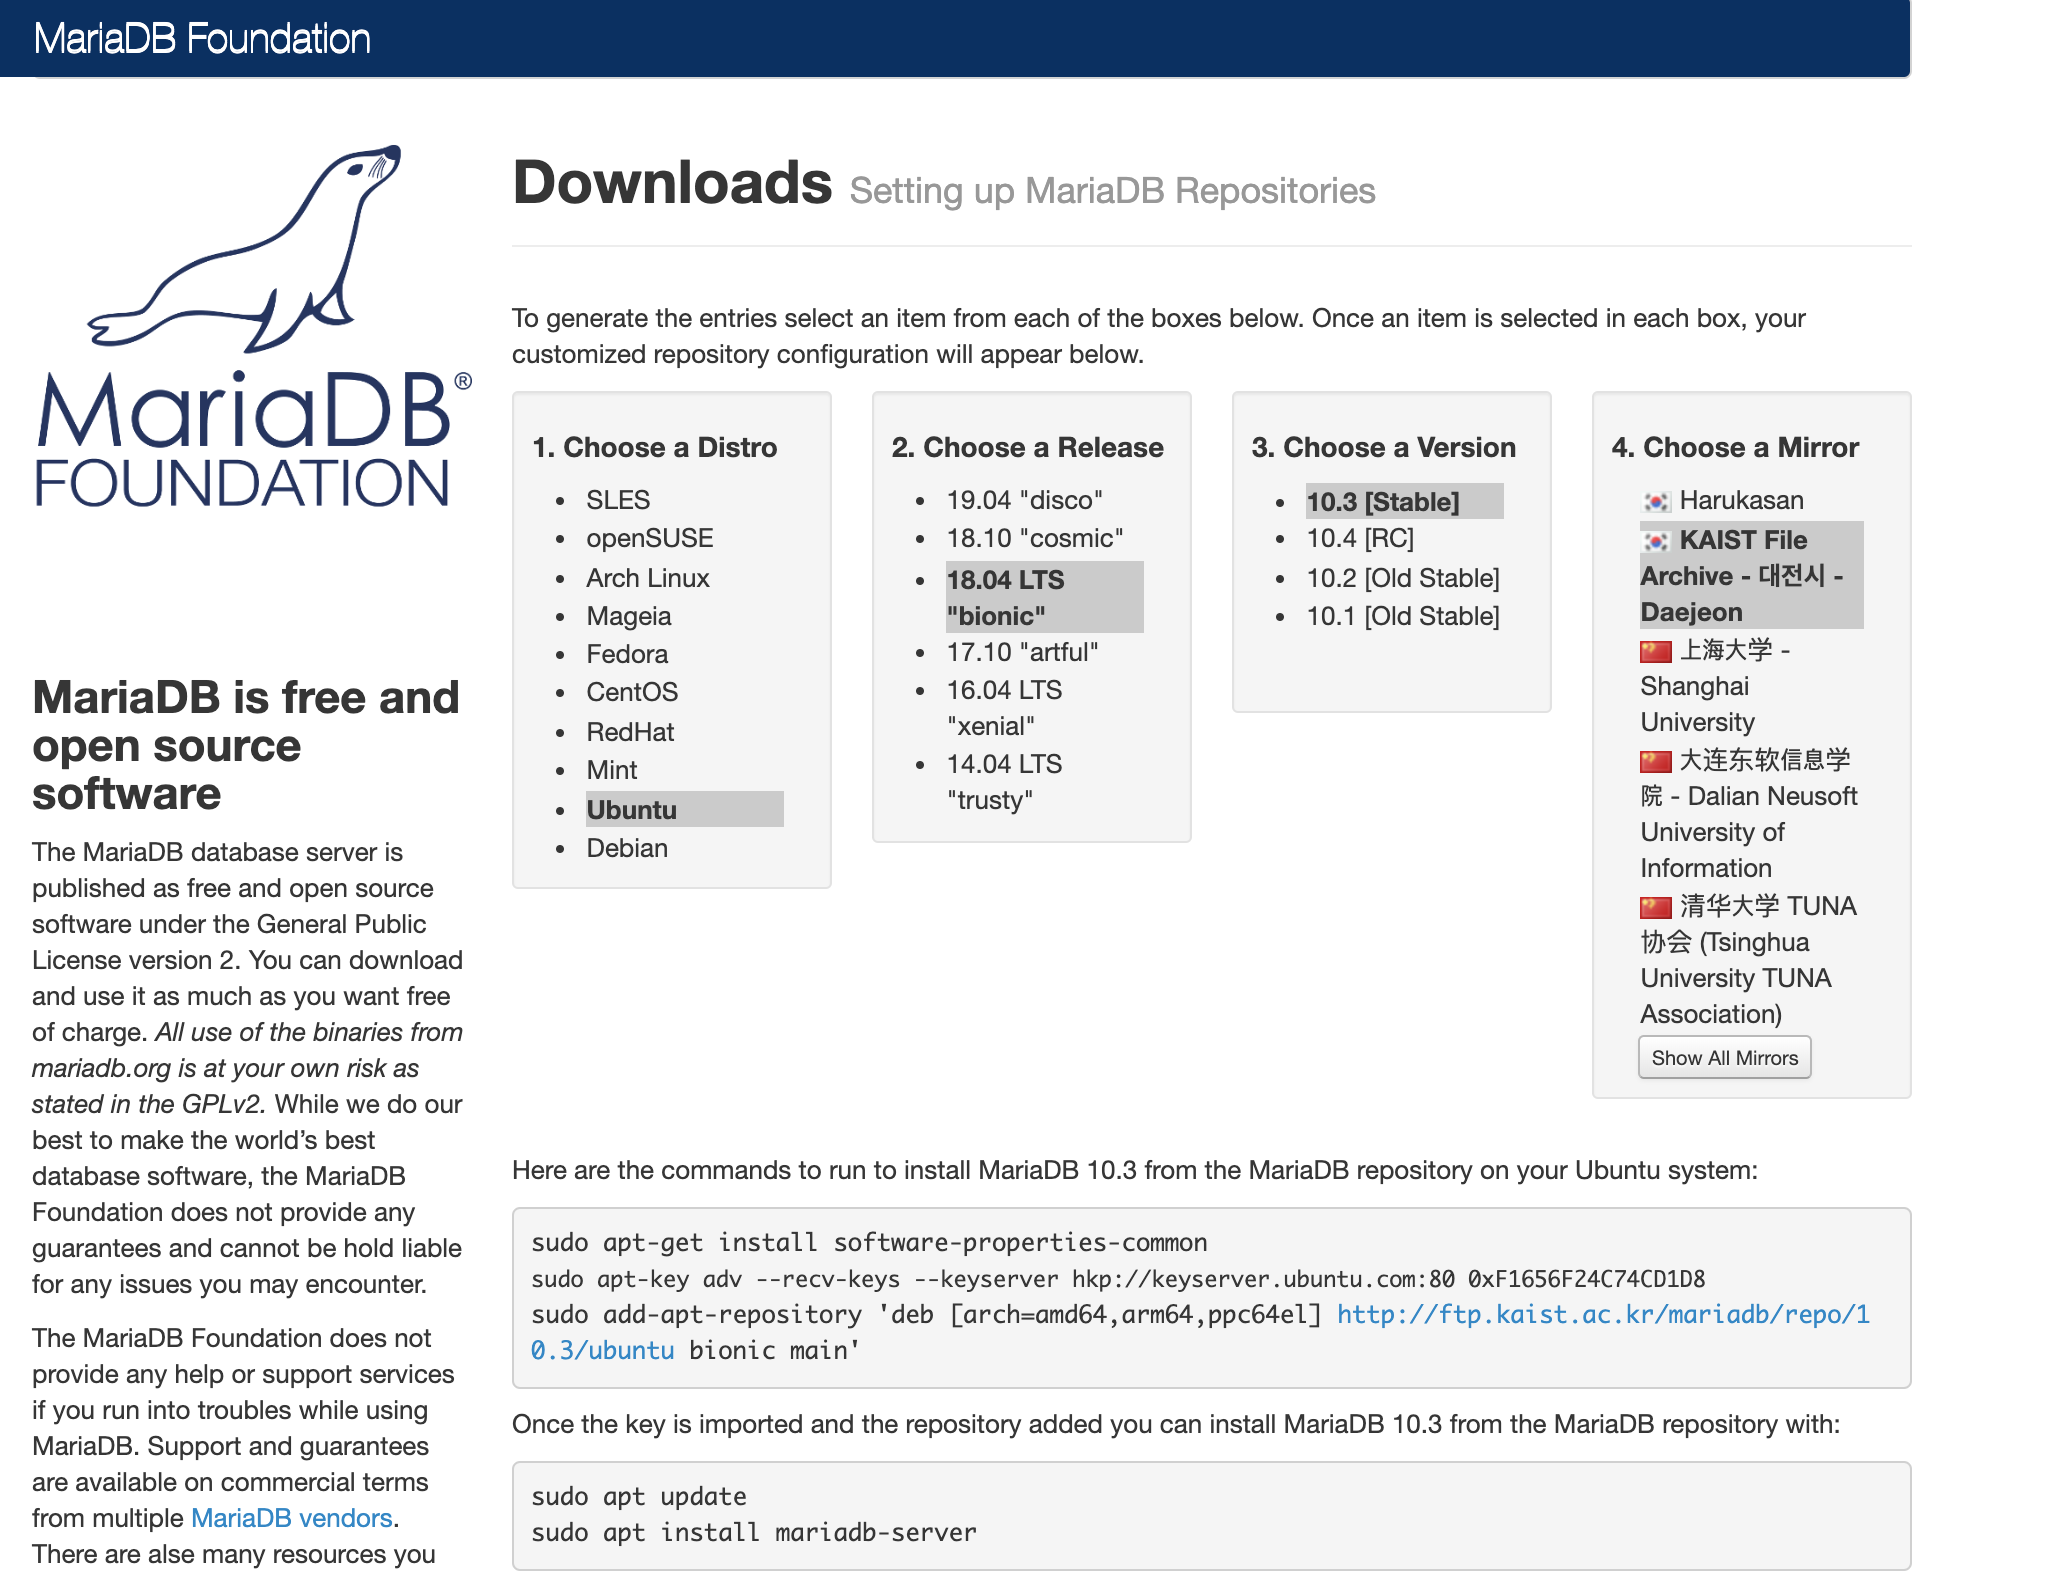 MariaDB Foundation
MariaDB®
FOUNDATION
MariaDB is free and
open source
software
The MariaDB database server is
published as free and open source
software under the General Public
License version 2. You can download
and use it as much as you want free
of charge. All use of the binaries from
mariadb.org is at your own risk as
stated in the GPLv2. While we do our
best to make the world’s best
database software, the MariaDB
Foundation does not provide any
guarantees and cannot be hold liable
for any issues you may encounter.
The MariaDB Foundation does not
provide any help or support services
if you run into troubles while using
MariaDB. Support and guarantees
are available on commercial terms
from multiple MariaDB vendors.
There are alse many resources you
Downloads Setting up MariaDB Repositories
To generate the entries select an item from each of the boxes below. Once an item is selected in each box, your
customized repository configuration will appear below.
1. Choose a Distro
• SLES
• openSUSE
• Arch Linux
• Mageia
• Fedora
• CentOS
• RedHat
• Mint
• Ubuntu
• Debian
2. Choose a Release
• 19.04 "disco"
• 18.10 "cosmic"
• 18.04 LTS
"bionic"
• 17.10 "artful"
• 16.04 LTS
"xenial"
• 14.04 LTS
"trusty"
3. Choose a Version
• 10.3 [Stable]
• 10.4 [RC]
• 10.2 [Old Stable]
• 10.1 [Old Stable]
4. Choose a Mirror
Harukasan
KAIST File
Archive - 대전시 -
Daejeon
上海大学 -
Shanghai
University
大连东软信息学
院 - Dalian Neusoft
University of
Information
清华大学 TUNA
协会 (Tsinghua
University TUNA
Association)
Show All Mirrors
Here are the commands to run to install MariaDB 10.3 from the MariaDB repository on your Ubuntu system:
sudo apt-get install software-properties-common
sudo apt-key adv --recv-keys --keyserver hkp://keyserver.ubuntu.com:80 0xF1656F24C74CD1D8
sudo add-apt-repository 'deb [arch=amd64,arm64,ppc64el] http://ftp.kaist.ac.kr/mariadb/repo/1
0.3/ubuntu bionic main'
Once the key is imported and the repository added you can install MariaDB 10.3 from the MariaDB repository with:
sudo apt update
sudo apt install mariadb-server